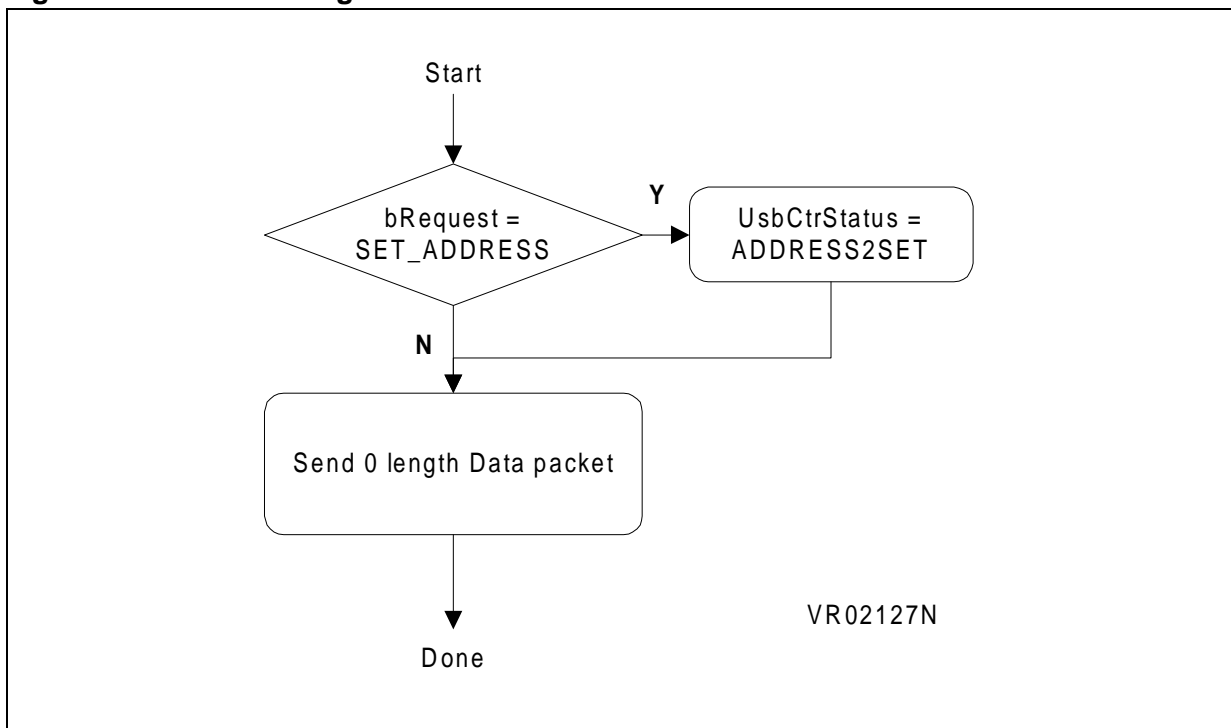 Start
bRequest =
SET_ADDRESS
Y
UsbCtrStatus =
ADDRESS2SET
N
Send 0 length Data packet
VR02127N
Done